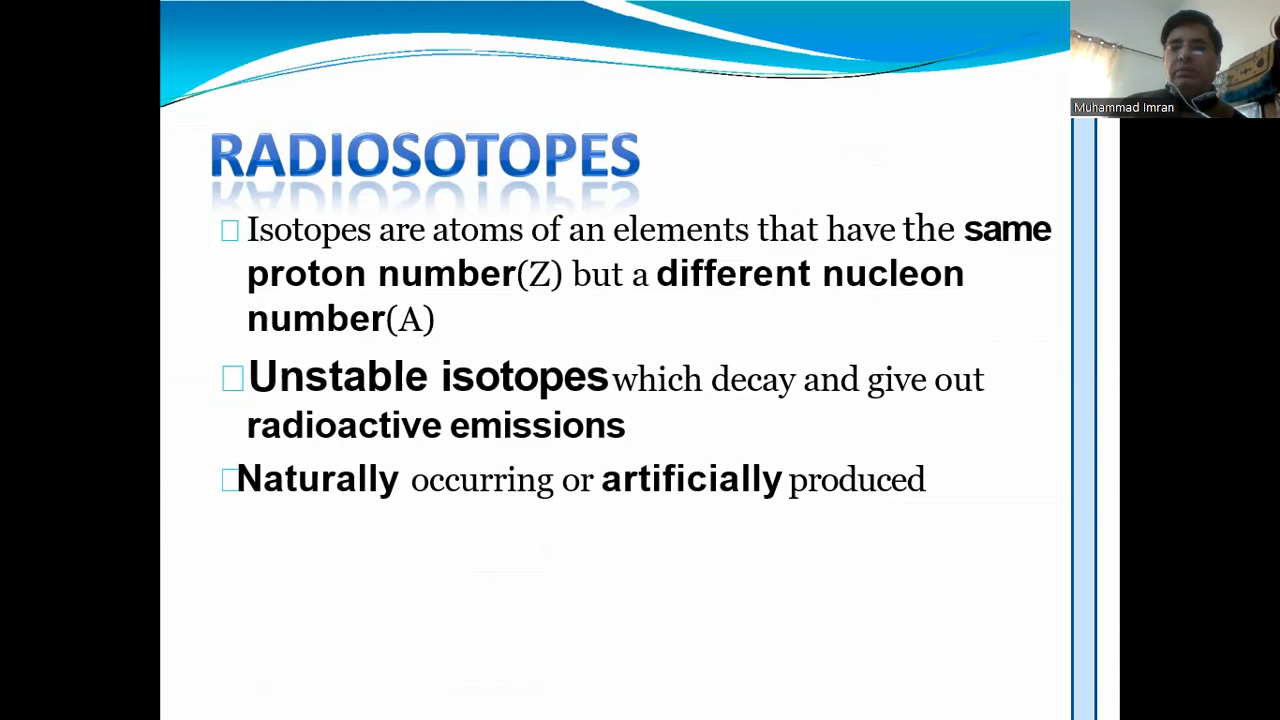 Muhammad Imran
RADIOSOTOPES
Isotopes are atoms of an elements that have the same
proton number(Z) but a different nucleon
number(A)
Unstable isotopes which decay and give out
radioactive emissions
Naturally occurring or artificially produced